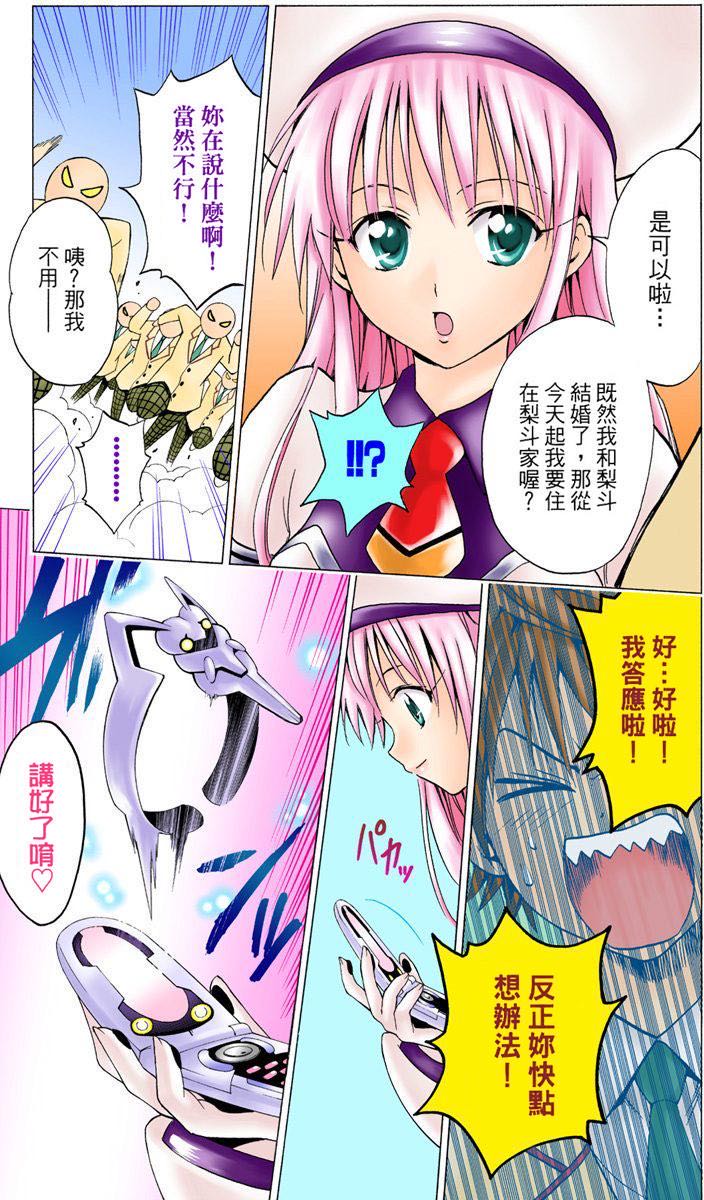 是可以啦…
既然我和梨斗
結婚了，那從
今天起我要住
在梨斗家喔？
!!?
妳在說什麼啊！
當然不行！
咦？那我
不用──
………
好…好啦！
我答應啦！
反正妳快點
想辦法！
パカッ
講好了唷♡